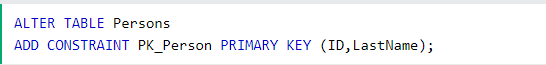 ALTER TABLE Persons
ADD CONSTRAINT PK_Person PRIMARY KEY (ID,LastName);